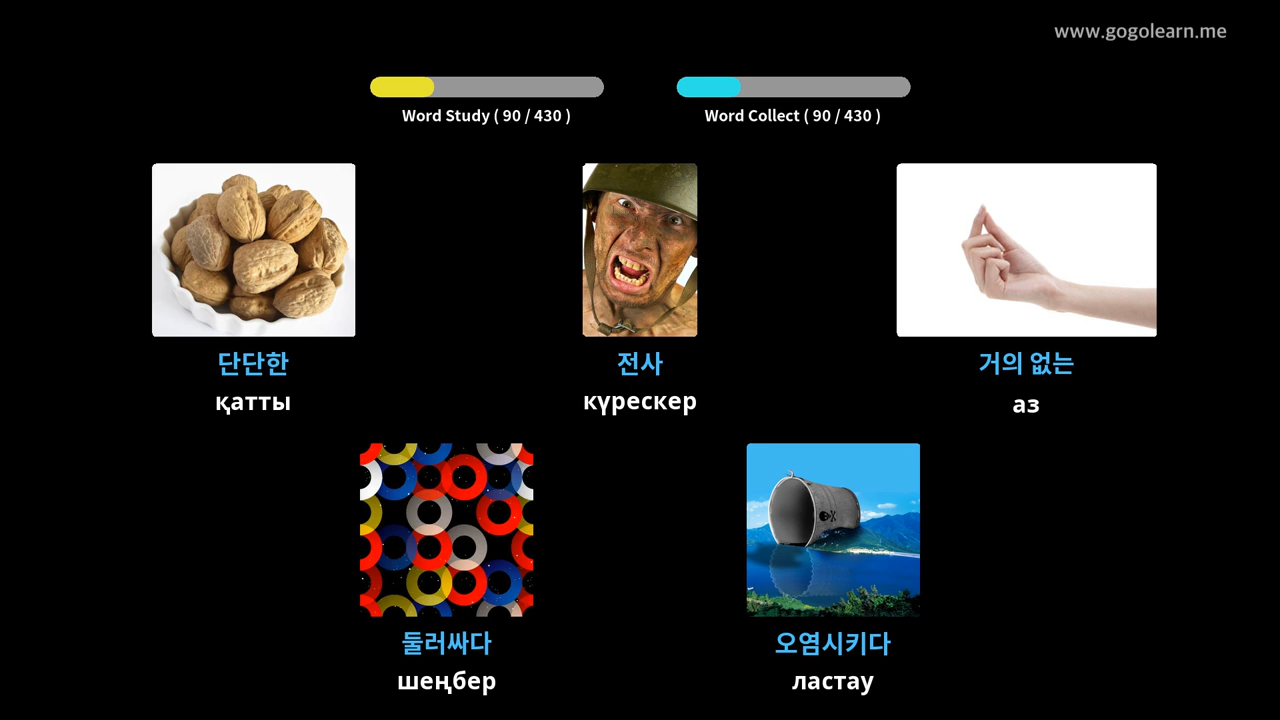 www.gogolearn.me
Word Study ( 90 / 430 )
Word Collect ( 90 / 430 )
단단한
қатты
전사
күрескер
거의 없는
аз
둘러싸다
шеңбер
오염시키다
ластау